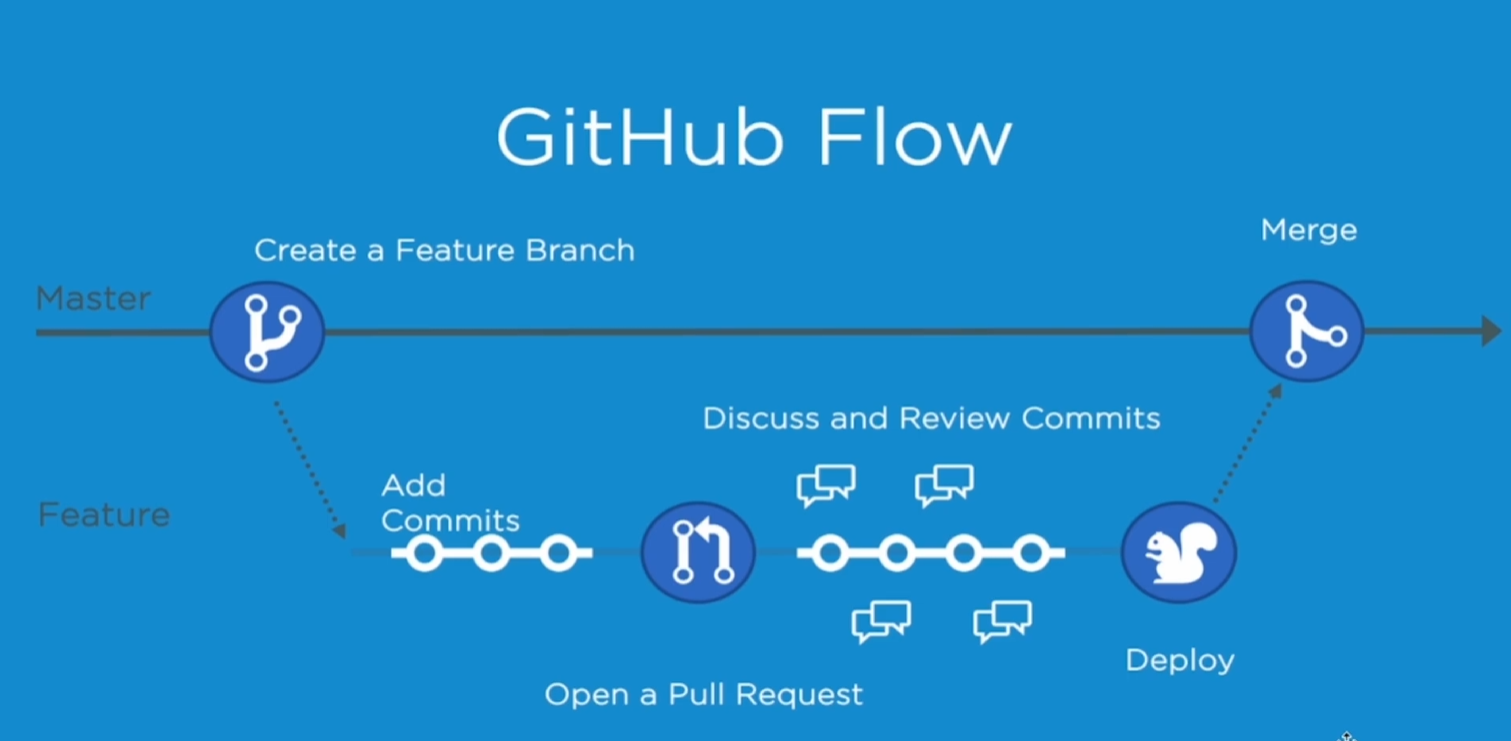 GitHub Flow
Merge
Create a Feature Branch
Master
Discuss and Review Commits
Add
Commits
Feature
Deploy
Open a Pull Request